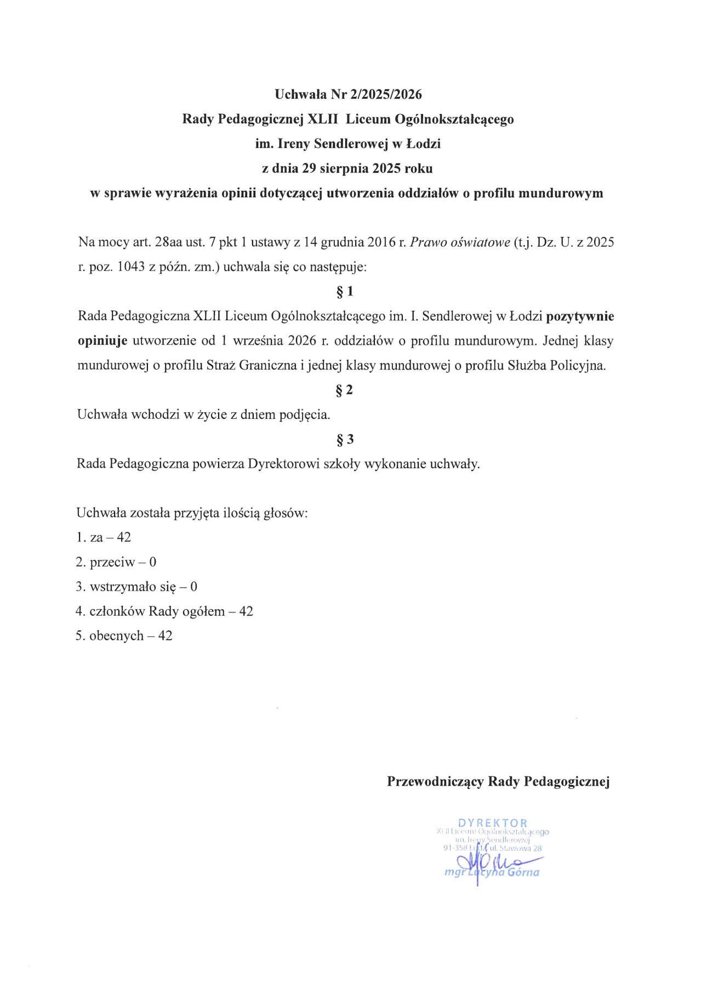 Uchwała Nr 2/2025/2026
Rady Pedagogicznej XLII Liceum Ogólnokształcącego
im. Ireny Sendlerowej w Łodzi
z dnia 29 sierpnia 2025 roku
w sprawie wyrażenia opinii dotyczącej utworzenia oddziałów o profilu mundurowym
Na mocy art. 28aa ust. 7 pkt 1 ustawy z 14 grudnia 2016 r. Prawo oświatowe (t.j. Dz. U. z 2025
r. poz. 1043 z późn. zm.) uchwala się co następuje:
§ 1
Rada Pedagogiczna XLII Liceum Ogólnokształcącego im. I. Sendlerowej w Łodzi pozytywnie
opiniuje utworzenie od 1 września 2026 r. oddziałów o profilu mundurowym. Jednej klasy
mundurowej o profilu Straż Graniczna i jednej klasy mundurowej o profilu Służba Policyjna.
§ 2
Uchwała wchodzi w życie z dniem podjęcia.
§ 3
Rada Pedagogiczna powierza Dyrektorowi szkoły wykonanie uchwały.
Uchwała została przyjęta ilością głosów:
1. za – 42
2. przeciw – 0
3. wstrzymało się – 0
4. członków Rady ogółem – 42
5. obecnych – 42
Przewodniczący Rady Pedagogicznej
DYREKTOR
XLII Liceum Ogólnokształcącego
im. Ireny Sendlerowej
91-358 Łódź, ul. Stawowa 28
mgr Górna